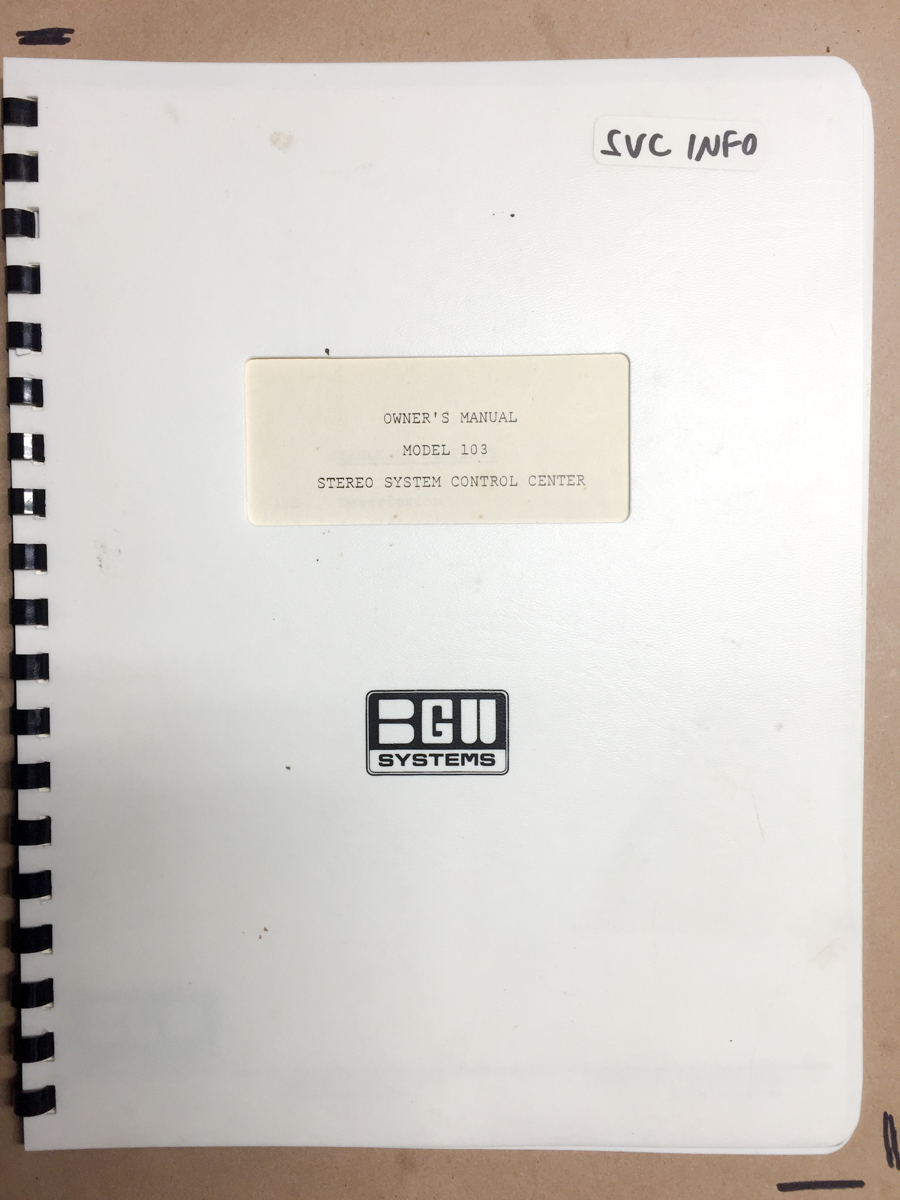 SVC INFO
OWNER'S MANUAL
MODEL 103
STEREO SYSTEM CONTROL CENTER
BGW
SYSTEMS